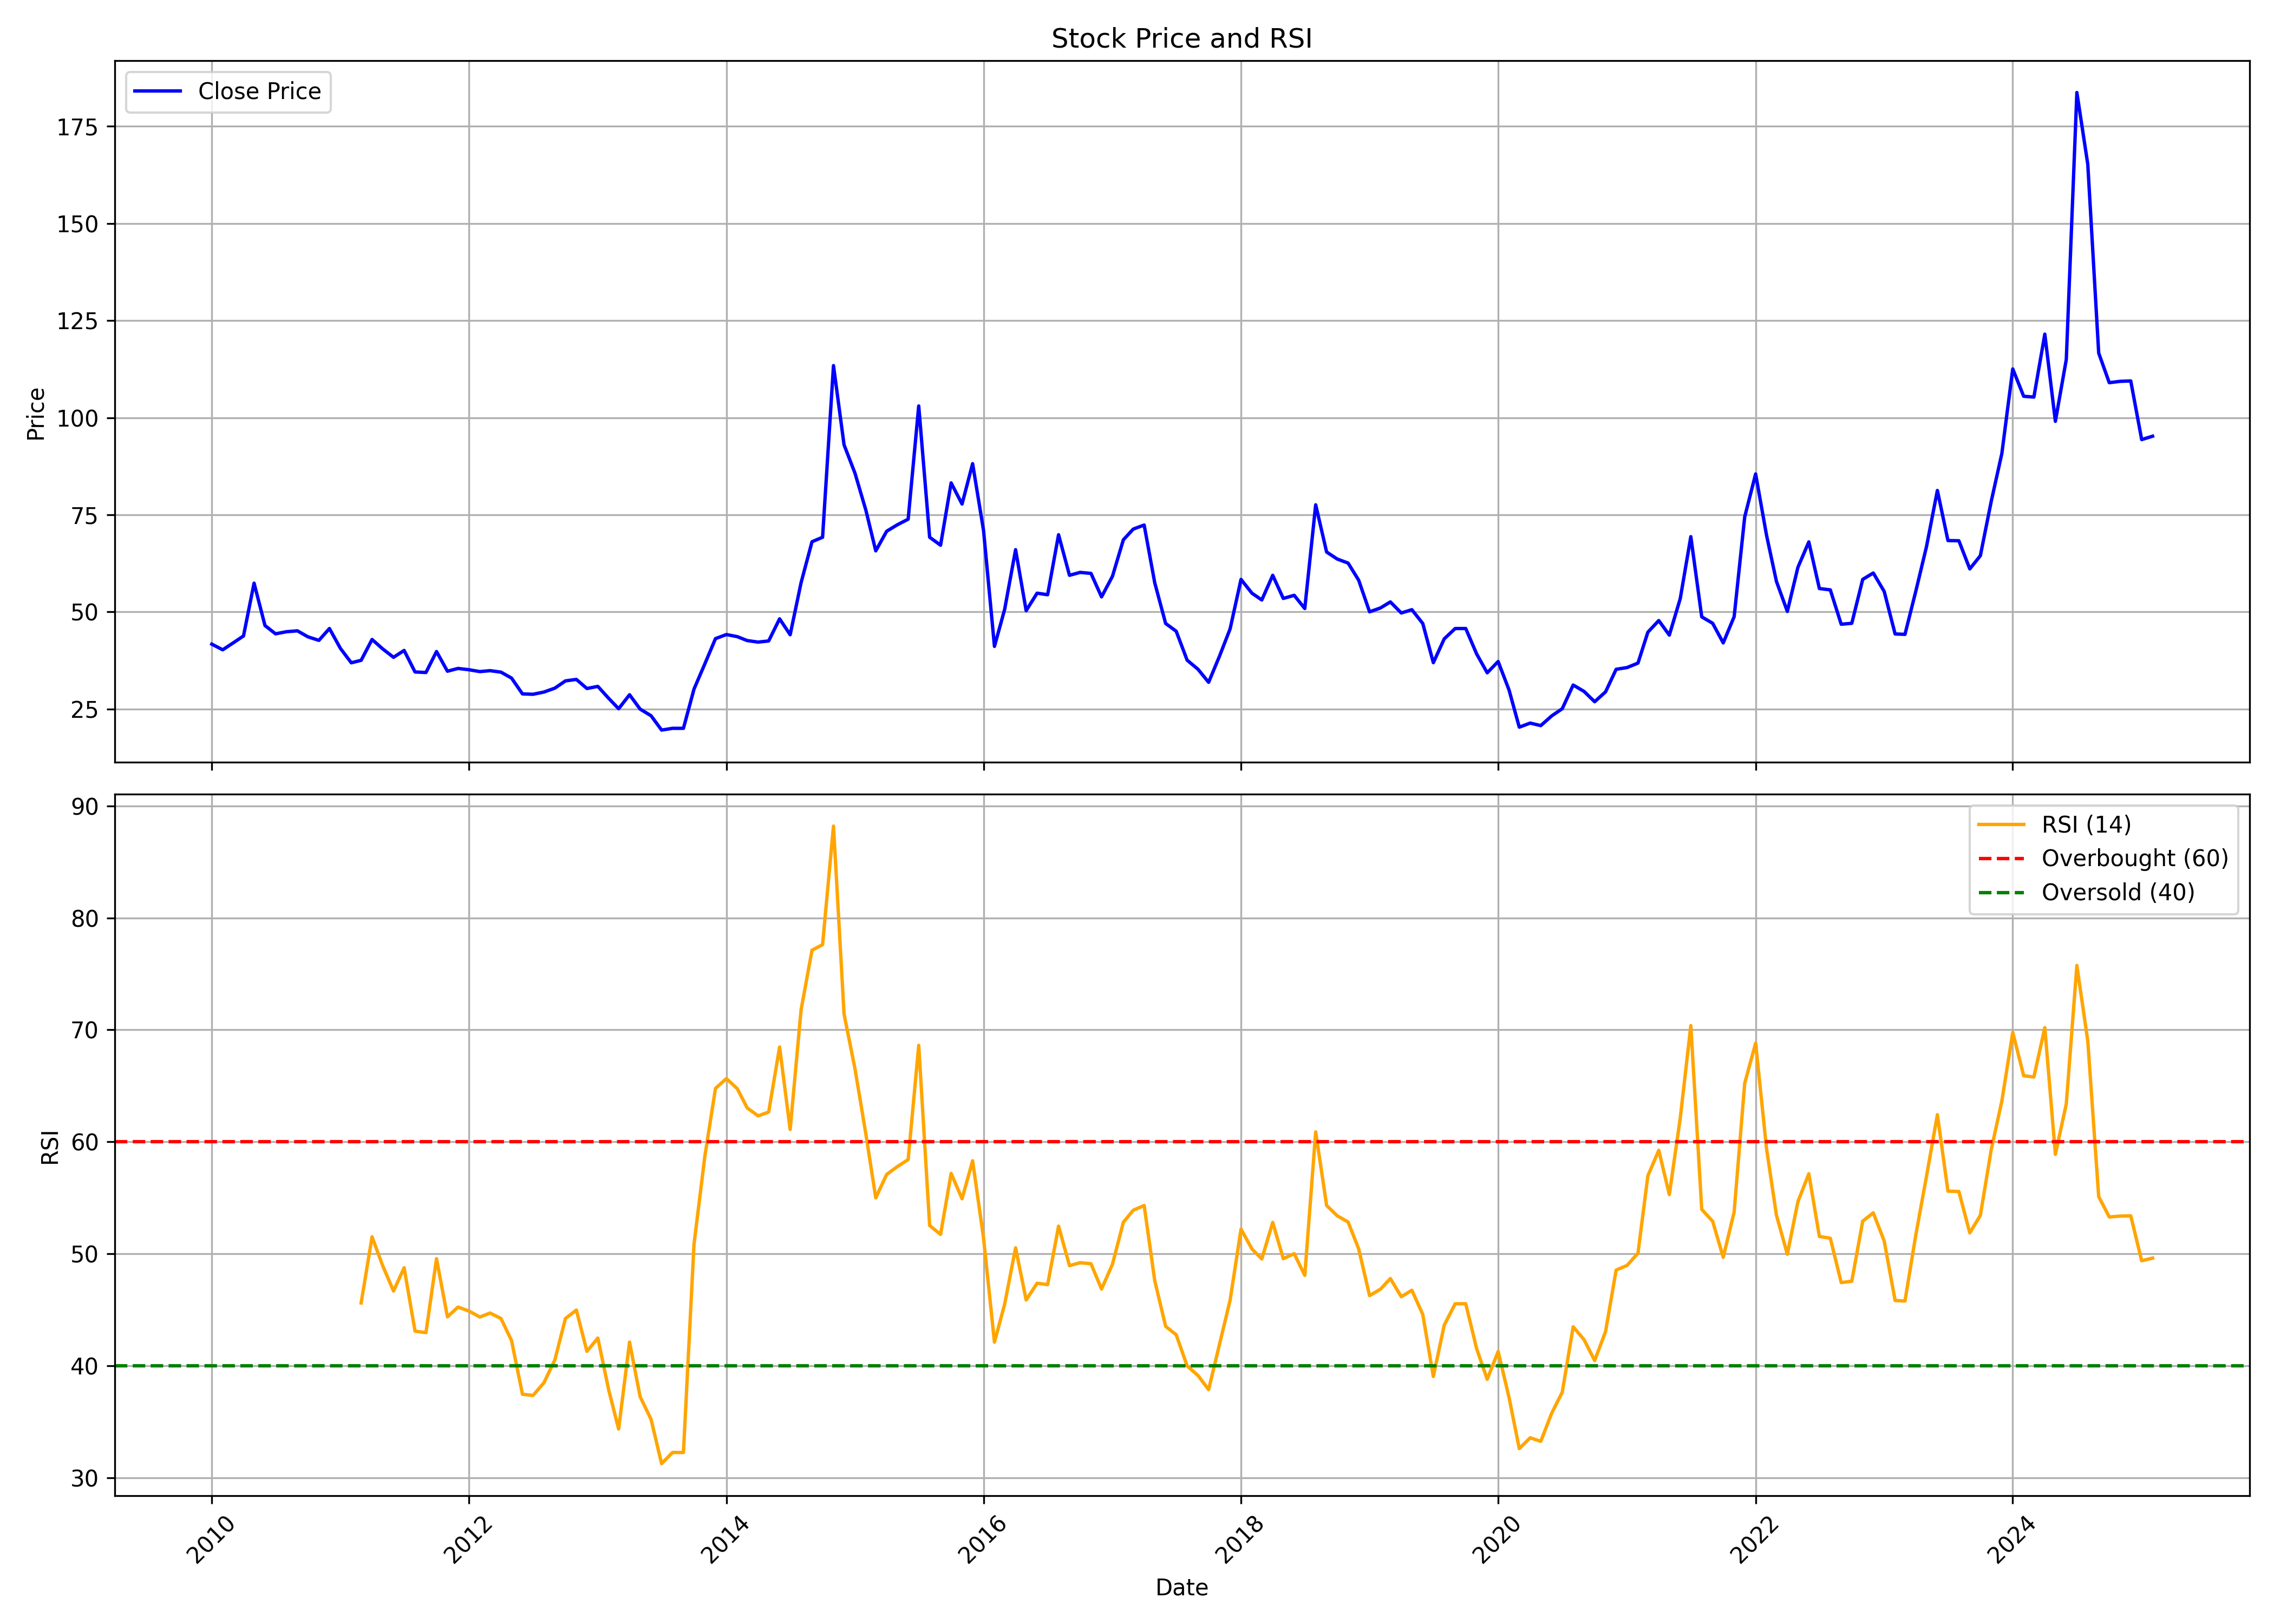 Stock Price and RSI
Close Price
175
150
125
100
75
50
25
Price
90
80
70
60
50
40
30
RSI
RSI (14)
Overbought (60)
Oversold (40)
2010
2012
2014
2016
2018
2020
2022
2024
Date